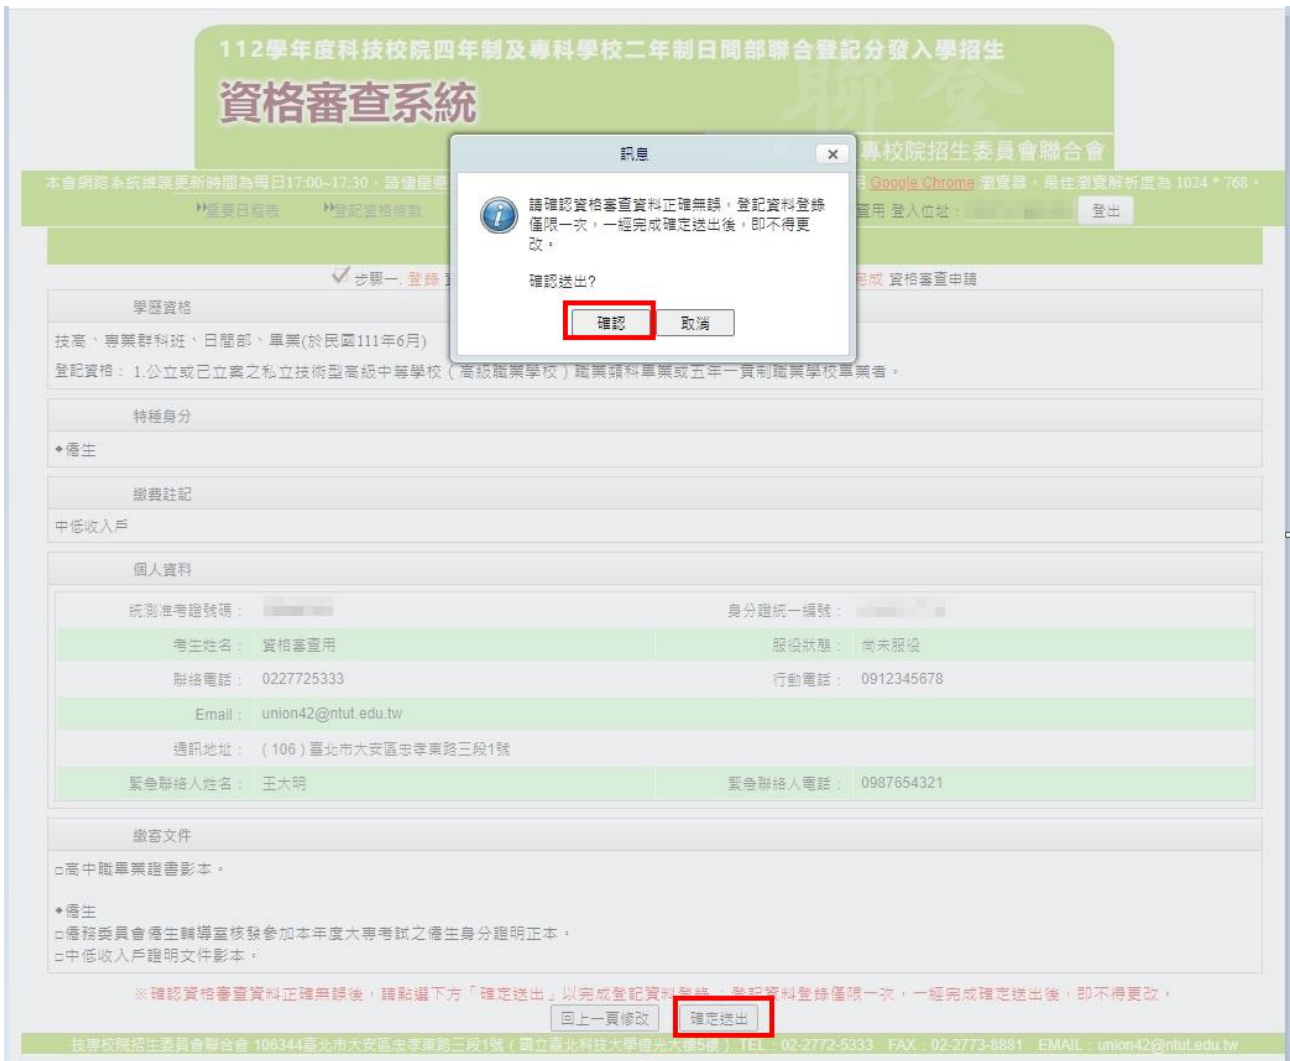 112學年度科技校院四年制及專科學校二年制日間部聯合登記分發入學招生
資格審查系統
聯登
專校院招生委員會聯合會
訊息
本會網路系統維護更新時間為每日17:00~17:30,請儘量避
Google Chrome 瀏覽器,最佳瀏覽解析度為 1024 * 768。
重要日程表 登記資格條款
查用 登入位址:
登出
請確認資格審查資料正確無誤,登記資料登錄
僅限一次,一經完成確定送出後,即不得更
改。
確認送出?
確認 取消
步驟一. 登錄
完成 資格審查申請
學歷資格
技高、專業群科班、日間部、畢業(於民國111年6月)
登記資格: 1.公立或已立案之私立技術型高級中等學校(高級職業學校)職業類科畢業或五年一貫制職業學校畢業者。
特種身分
◆僑生
繳費註記
中低收入戶
個人資料
統測准考證號碼: 身分證統一編號:
考生姓名: 資格審查用 服役狀態: 尚未服役
聯絡電話: 0227725333 行動電話: 0912345678
Email: union42@ntut.edu.tw
通訊地址: (106)臺北市大安區忠孝東路三段1號
緊急聯絡人姓名: 王大明 緊急聯絡人電話: 0987654321
繳寄文件
□高中職畢業證書影本。
◆僑生
□僑務委員會僑生輔導室核發參加本年度大專考試之僑生身分證明正本。
□中低收入戶證明文件影本。
※確認資格審查資料正確無誤後,請點選下方「確定送出」以完成登記資料登錄;登記資料登錄僅限一次,一經完成確定送出後,即不得更改。
回上一頁修改 確定送出
技專校院招生委員會聯合會 106344臺北市大安區忠孝東路三段1號(國立臺北科技大學億光大樓5樓) TEL:02-2772-5333 FAX:02-2773-8881 EMAIL:union42@ntut.edu.tw